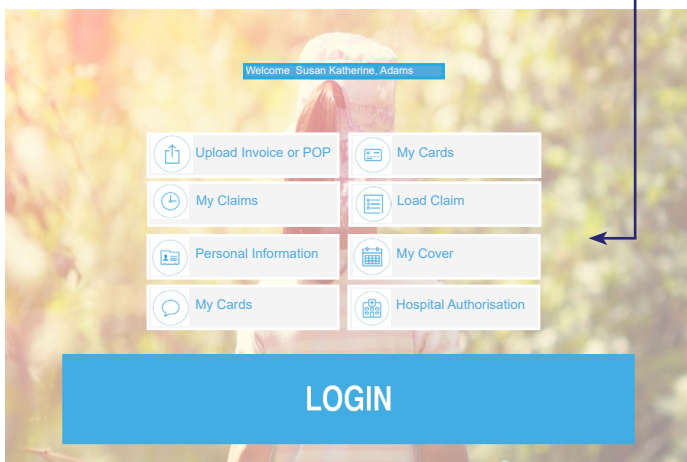 Welcome Susan Katherine, Adams
Upload Invoice or POP
My Cards
My Claims
Load Claim
Personal Information
My Cover
My Cards
Hospital Authorisation
LOGIN